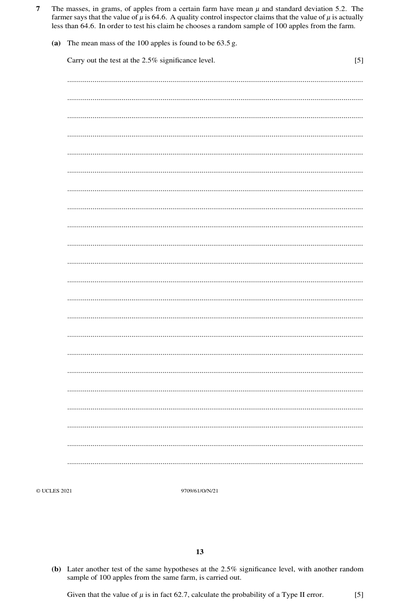 7 The masses, in grams, of apples from a certain farm have mean μ and standard deviation 5.2. The
farmer says that the value of μ is 64.6. A quality control inspector claims that the value of μ is actually
less than 64.6. In order to test his claim he chooses a random sample of 100 apples from the farm.
(a) The mean mass of the 100 apples is found to be 63.5 g.
Carry out the test at the 2.5% significance level. [5]
© UCLES 2021 9709/61/O/N/21
13
(b) Later another test of the same hypotheses at the 2.5% significance level, with another random
sample of 100 apples from the same farm, is carried out.
Given that the value of μ is in fact 62.7, calculate the probability of a Type II error. [5]